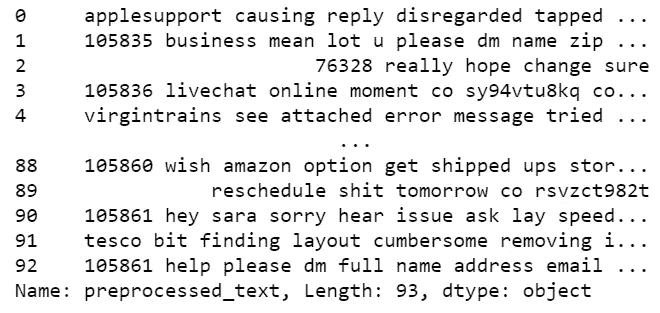 0 applesupport causing reply disregarded tapped ...
1 105835 business mean lot u please dm name zip ...
2 76328 really hope change sure
3 105836 livechat online moment co sy94vtu8kq co...
4 virgintrains see attached error message tried ...
...
88 105860 wish amazon option get shipped ups stor...
89 reschedule shit tomorrow co rsvzct982t
90 105861 hey sara sorry hear issue ask lay speed...
91 tesco bit finding layout cumbersome removing i...
92 105861 help please dm full name address email ...
Name: preprocessed_text, Length: 93, dtype: object